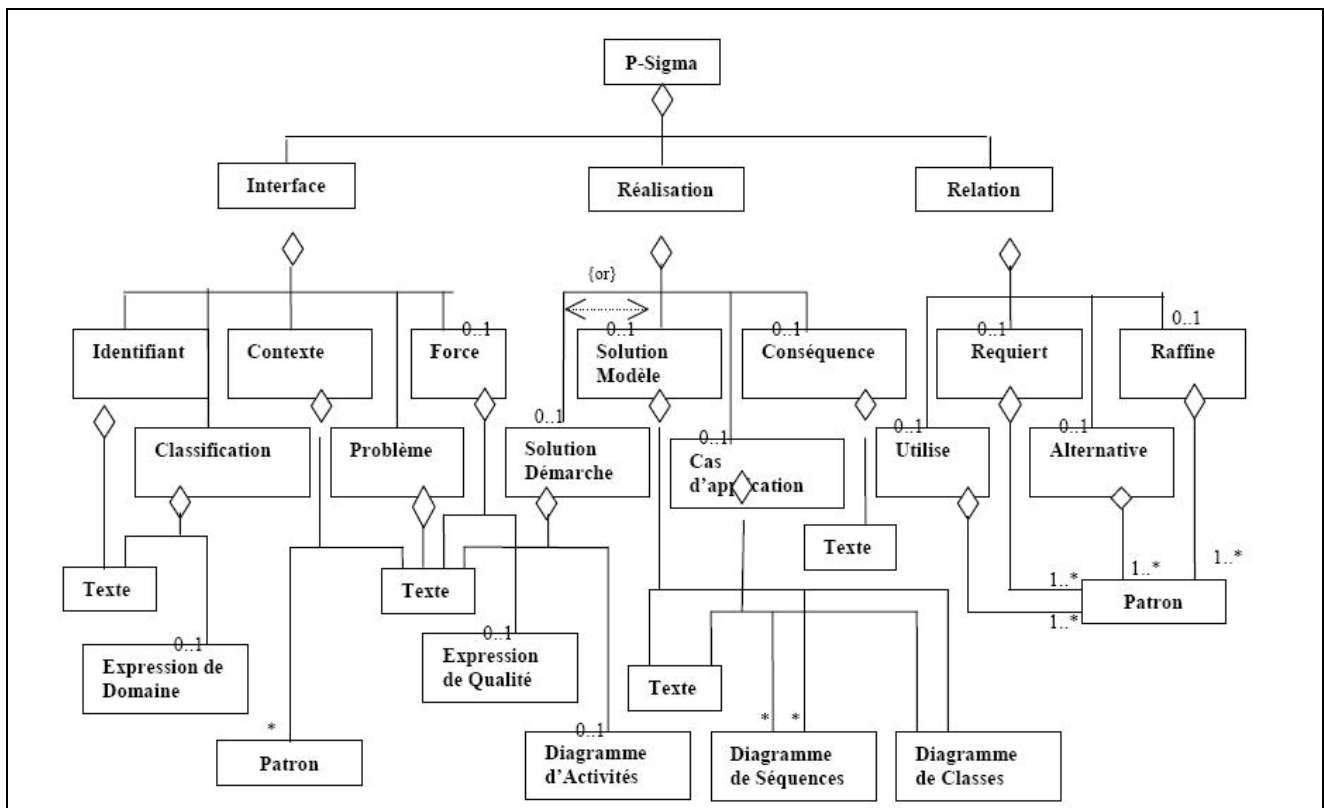 P-Sigma
Interface
Réalisation
Relation
{or}
Identifiant
Contexte
0..1
Force
0..1
Solution
Modèle
0..1
Conséquence
0..1
Requiert
0..1
Raffine
Classification
Problème
0..1
Solution
Démarche
0..1
Cas
d'application
0..1
Utilise
0..1
Alternative
Texte
Texte
Texte
1..*
1..*
1..*
Patron
1..*
0..1
Expression de
Domaine
0..1
Expression
de Qualité
Texte
*
Patron
0..1
Diagramme
d'Activités
*
*
Diagramme
de Séquences
Diagramme
de Classes